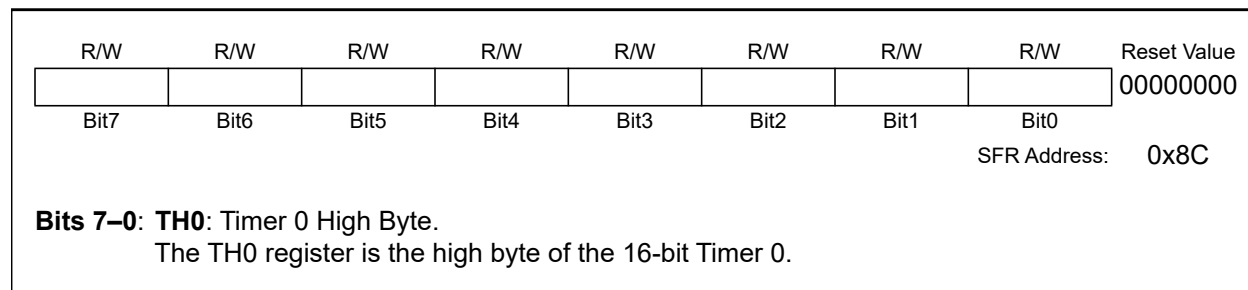 R/W R/W R/W R/W R/W R/W R/W R/W Reset Value
00000000
Bit7 Bit6 Bit5 Bit4 Bit3 Bit2 Bit1 Bit0
SFR Address: 0x8C
Bits 7–0: TH0: Timer 0 High Byte.
The TH0 register is the high byte of the 16-bit Timer 0.